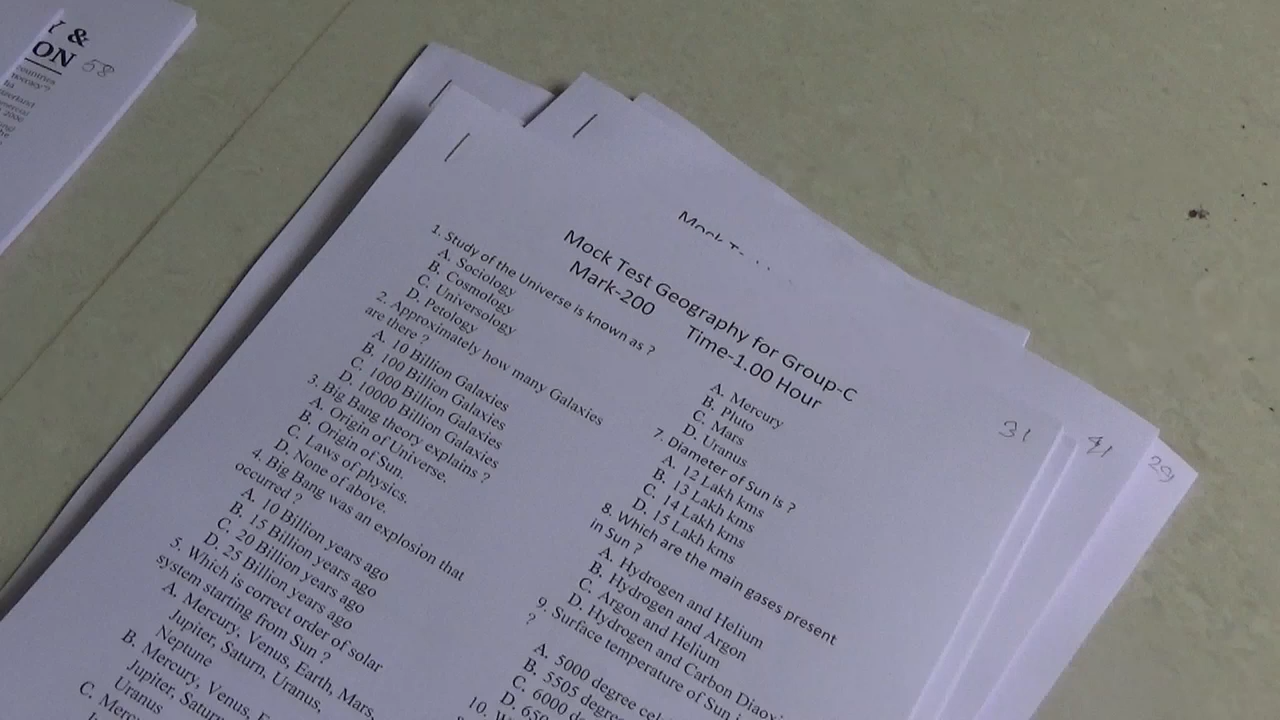 Y &
ON 58
countries
2000
Mock T
Mock Test Geography for Group-C
Mark-200 Time-1.00 Hour
1. Study of the Universe is known as ?
A. Sociology
B. Cosmology
C. Universology
D. Petology
2. Approximately how many Galaxies
are there ?
A. 10 Billion Galaxies
B. 100 Billion Galaxies
C. 1000 Billion Galaxies
D. 10000 Billion Galaxies
3. Big Bang theory explains ?
A. Origin of Universe.
B. Origin of Sun.
C. Laws of physics.
D. None of above.
4. Big Bang was an explosion that
occurred ?
A. 10 Billion years ago
B. 15 Billion years ago
C. 20 Billion years ago
D. 25 Billion years ago
5. Which is correct order of solar
system starting from Sun ?
A. Mercury, Venus, Earth, Mars,
Jupiter, Saturn, Uranus,
Neptune
B. Mercury, Venus, E
Jupiter, Satur
Uranus
C. Merc
A. Mercury
B. Pluto
C. Mars
D. Uranus
7. Diameter of Sun is ?
A. 12 Lakh kms
B. 13 Lakh kms
C. 14 Lakh kms
D. 15 Lakh kms
8. Which are the main gases present
in Sun ?
A. Hydrogen and Helium
B. Hydrogen and Argon
C. Argon and Helium
D. Hydrogen and Carbon Diaoxi
9. Surface temperature of Sun i
?
A. 5000 degree cel
B. 5505 degree
C. 6000 d
D. 650
10. W
31
41
29